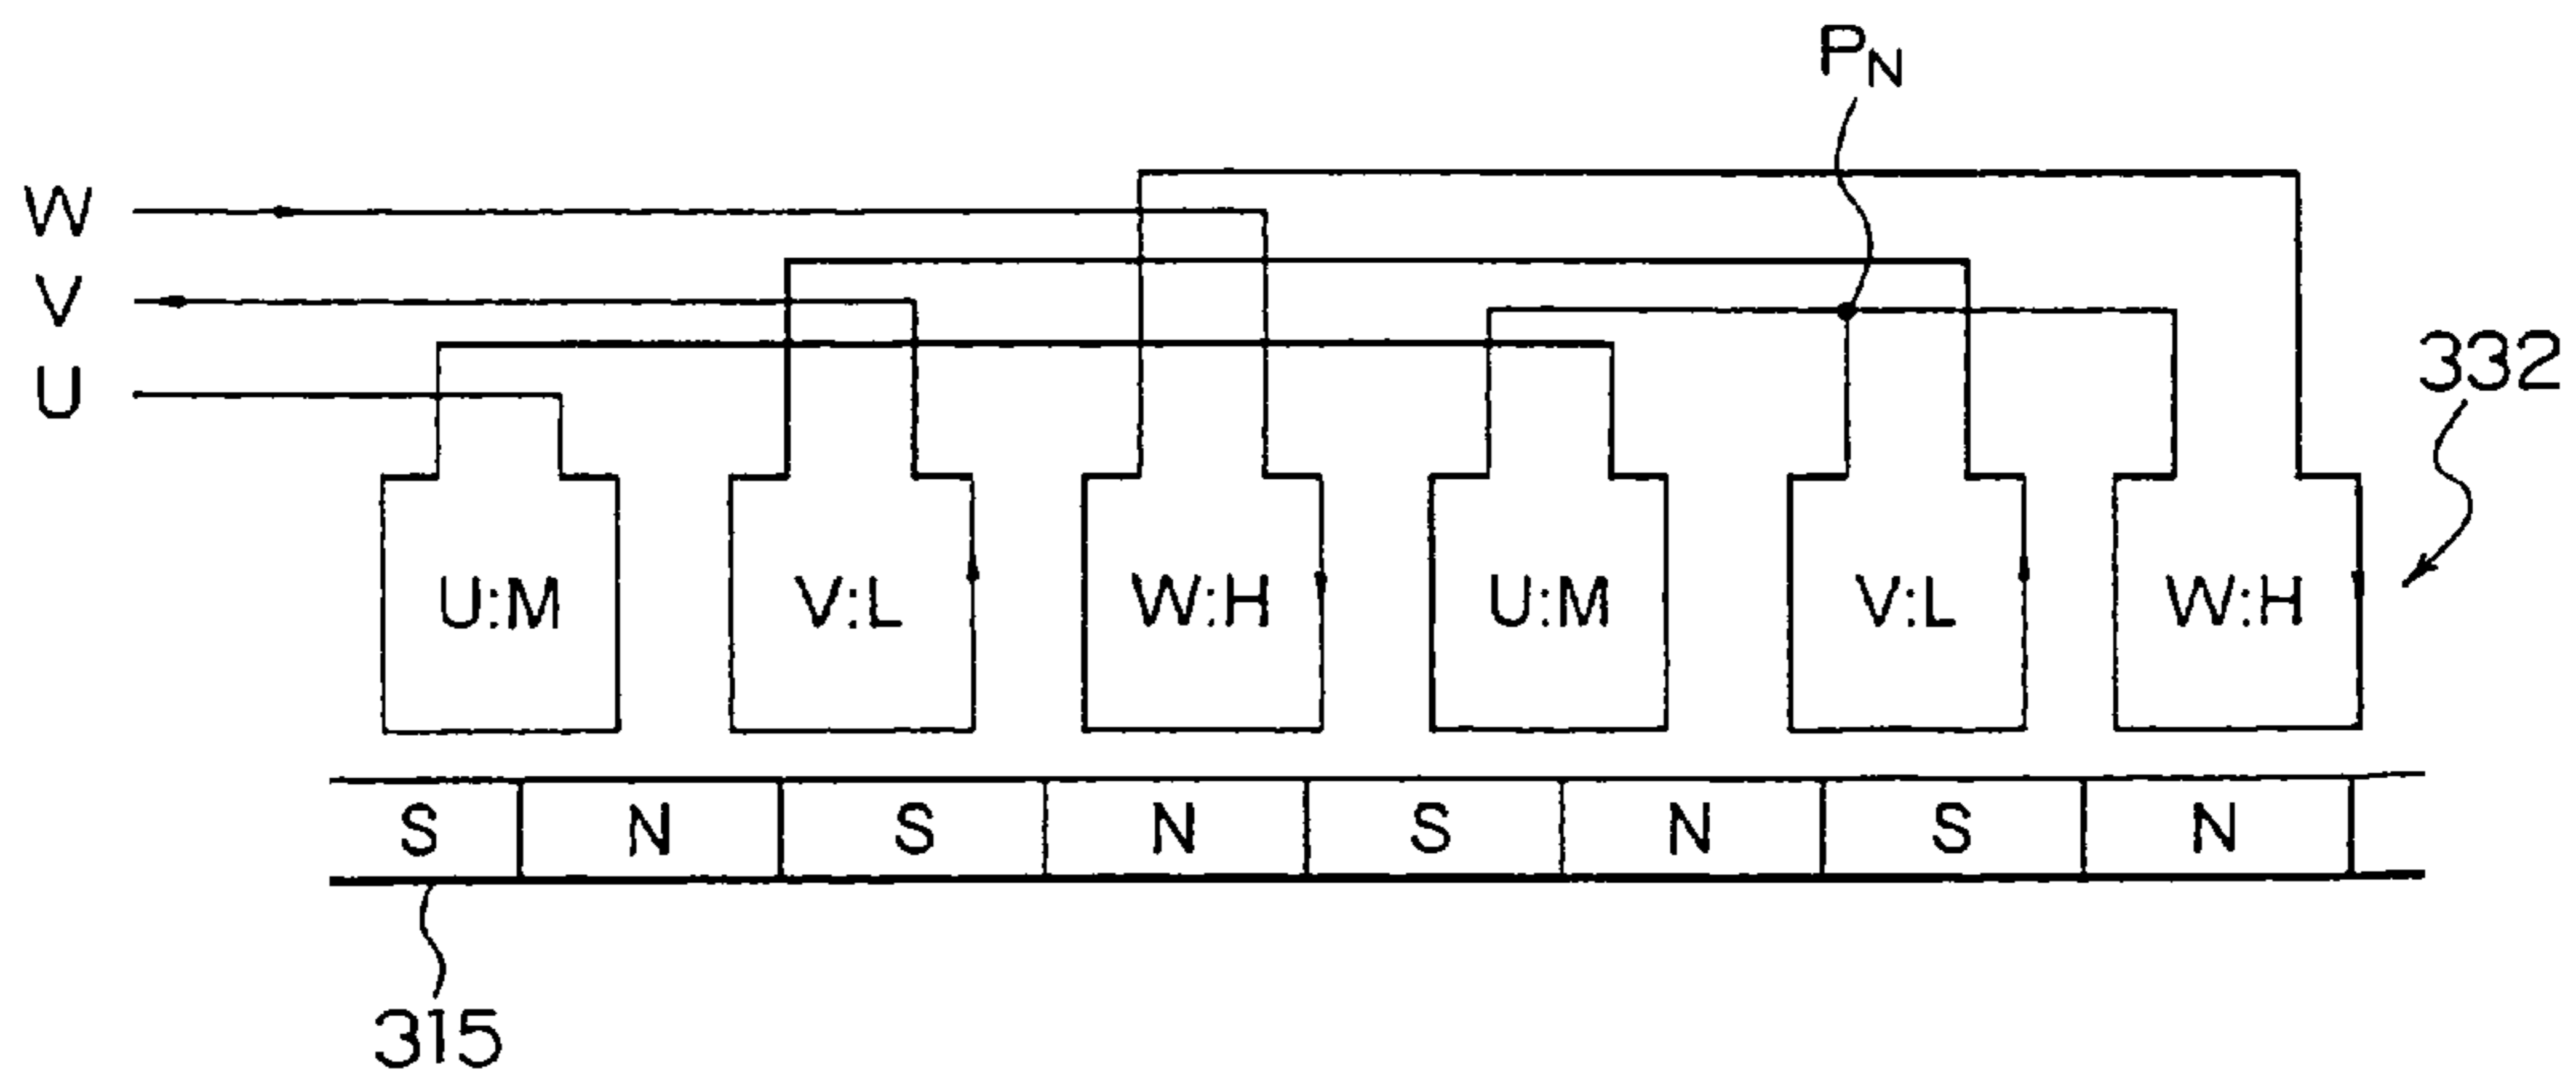 P_N
W
V
U
332
U:M V:L W:H U:M V:L W:H
S N S N S N S N
315